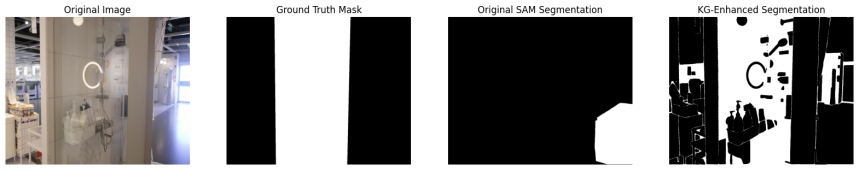 Original Image
Ground Truth Mask
Original SAM Segmentation
KG-Enhanced Segmentation